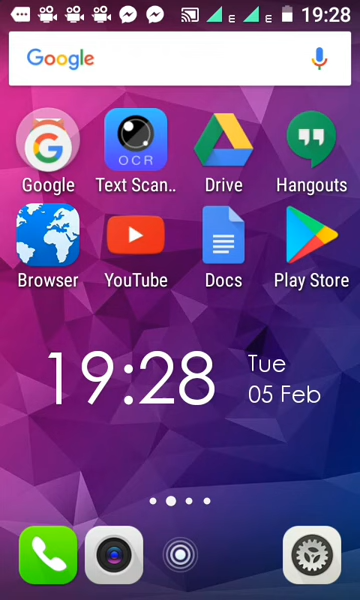 E E 19:28
Google
Google Text Scan.. Drive Hangouts
OCR
Browser YouTube Docs Play Store
19:28
Tue
05 Feb